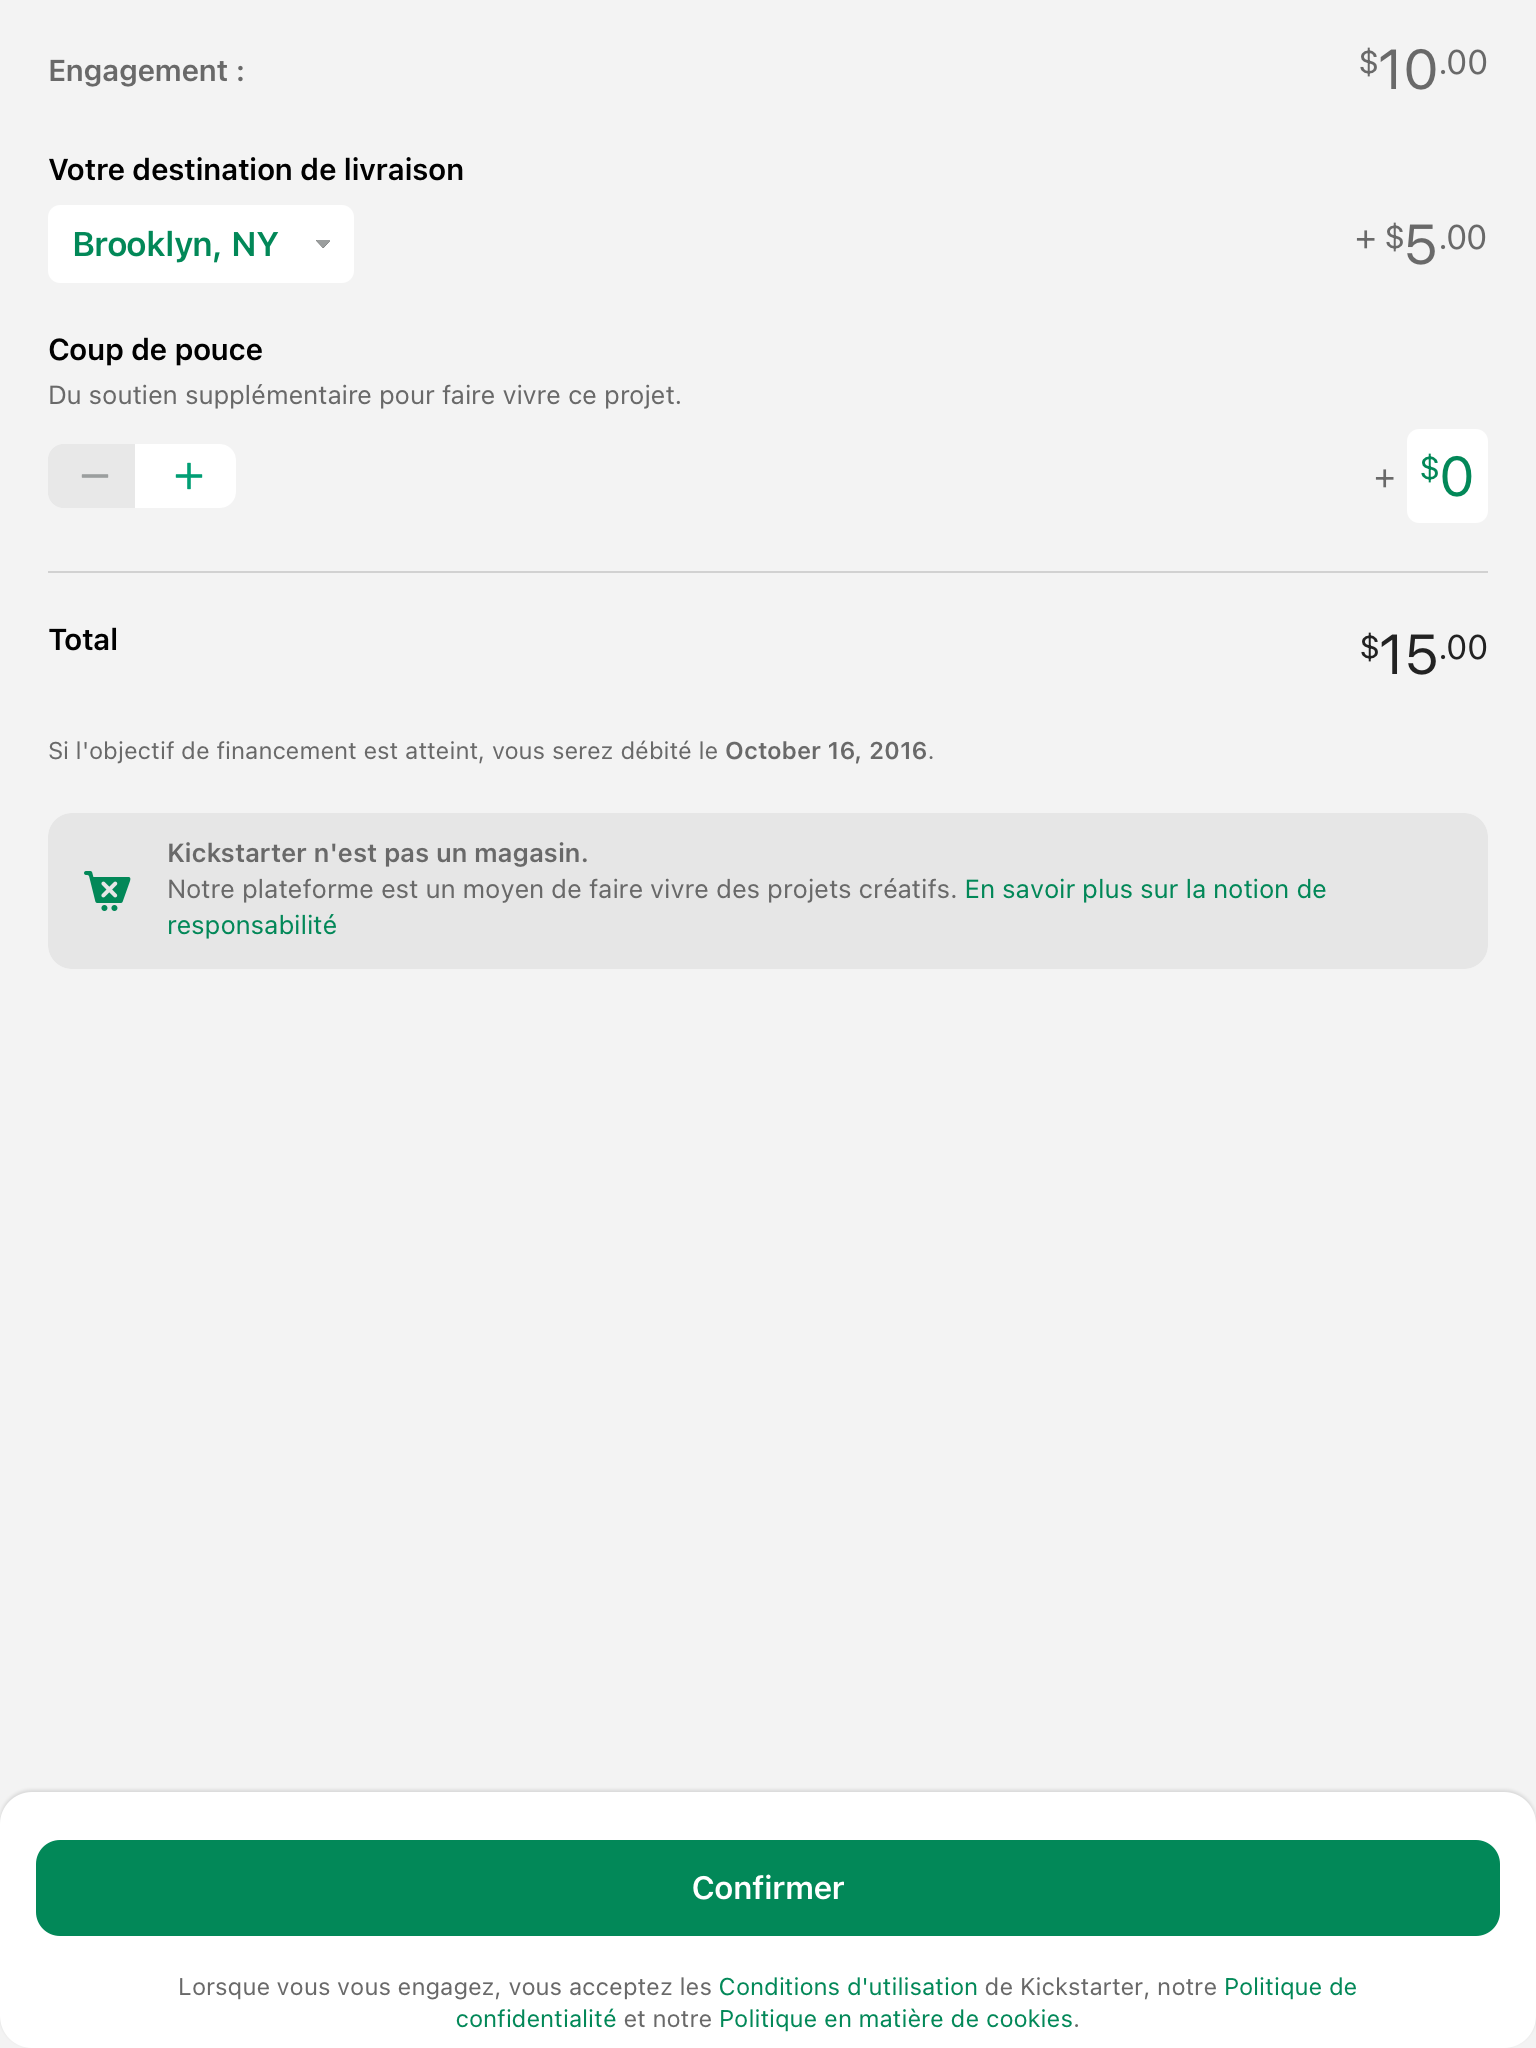 Engagement :
$10.00
Votre destination de livraison
Brooklyn, NY
+ $5.00
Coup de pouce
Du soutien supplémentaire pour faire vivre ce projet.
+ $0
Total
$15.00
Si l'objectif de financement est atteint, vous serez débité le October 16, 2016.
Kickstarter n'est pas un magasin.
Notre plateforme est un moyen de faire vivre des projets créatifs. En savoir plus sur la notion de
responsabilité
Confirmer
Lorsque vous vous engagez, vous acceptez les Conditions d'utilisation de Kickstarter, notre Politique de
confidentialité et notre Politique en matière de cookies.